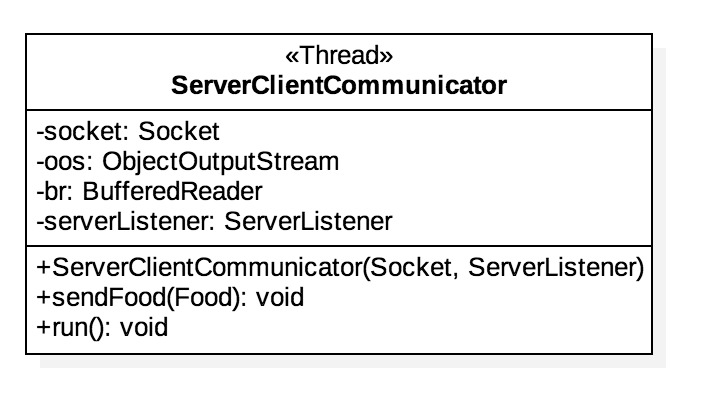 «Thread»
ServerClientCommunicator
-socket: Socket
-oos: ObjectOutputStream
-br: BufferedReader
-serverListener: ServerListener
+ServerClientCommunicator(Socket, ServerListener)
+sendFood(Food): void
+run(): void